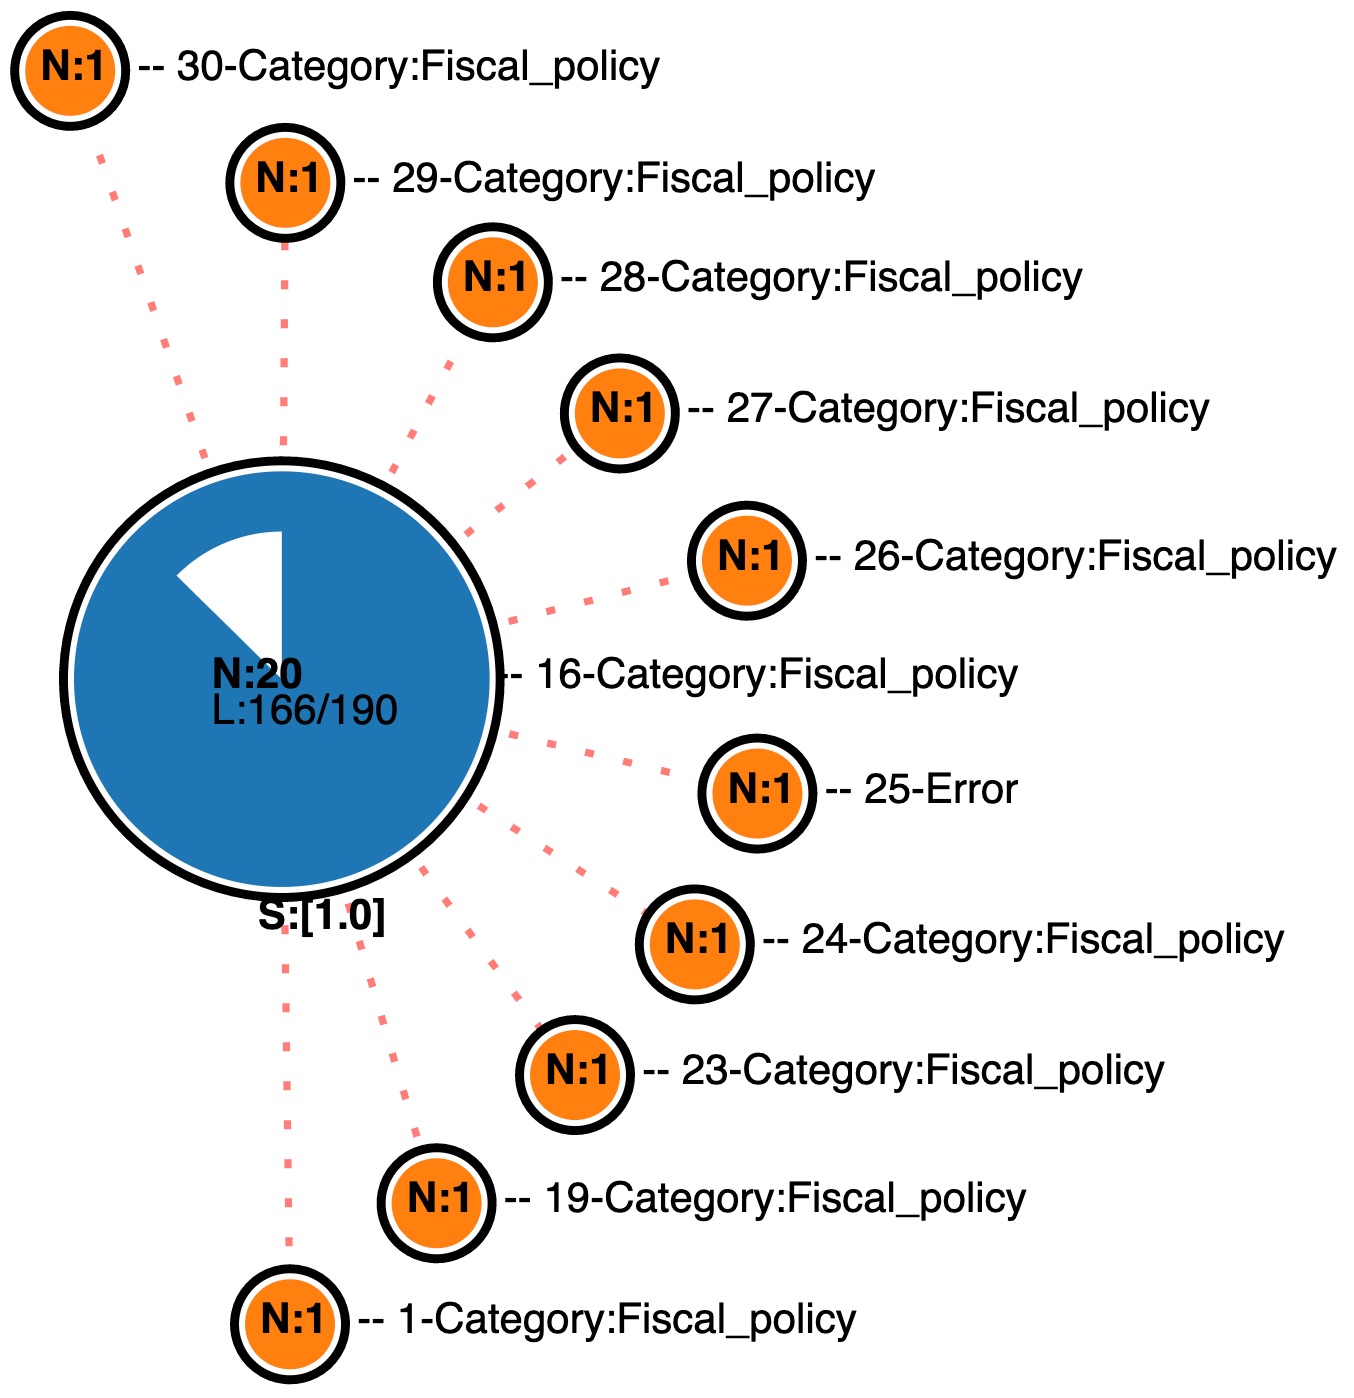 N:1 -- 30-Category:Fiscal_policy
N:1 -- 29-Category:Fiscal_policy
N:1 -- 28-Category:Fiscal_policy
N:1 -- 27-Category:Fiscal_policy
N:1 -- 26-Category:Fiscal_policy
N:20 -- 16-Category:Fiscal_policy
L:166/190
N:1 -- 25-Error
S:[1.0]
N:1 -- 24-Category:Fiscal_policy
N:1 -- 23-Category:Fiscal_policy
N:1 -- 19-Category:Fiscal_policy
N:1 -- 1-Category:Fiscal_policy